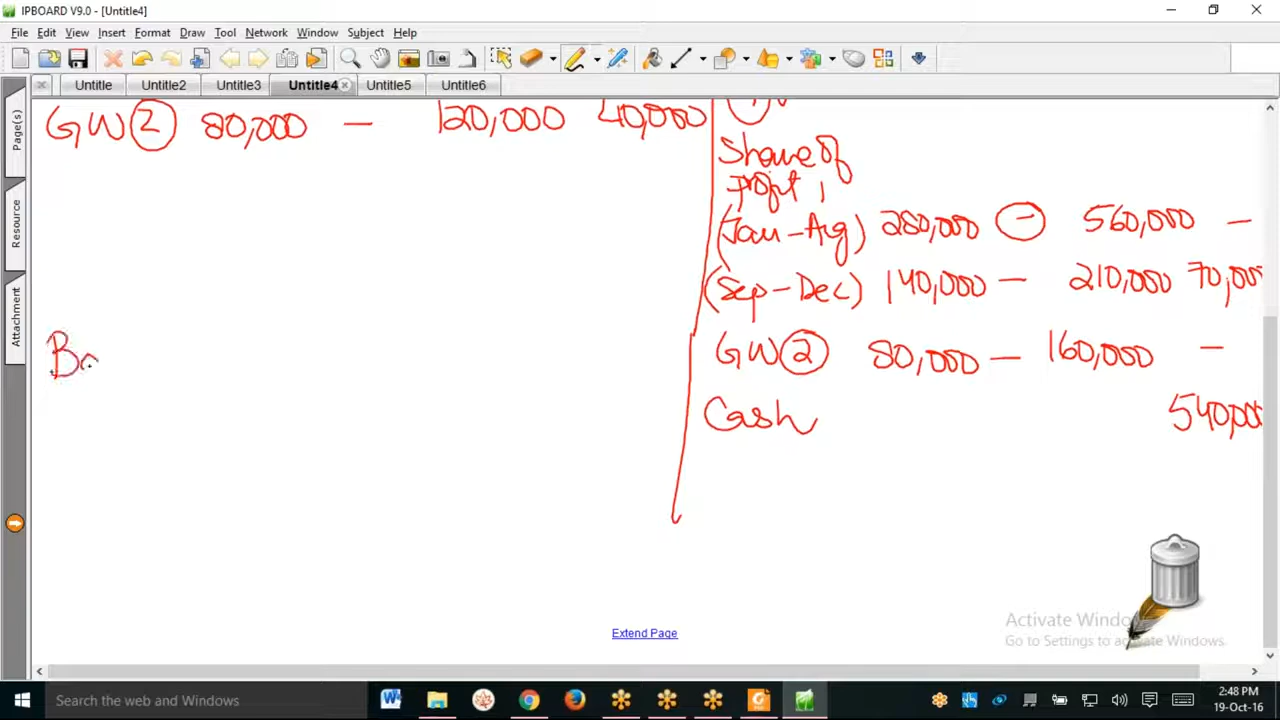 IPBOARD V9.0 - [Untitle4]
File Edit View Insert Format Draw Tool Network Window Subject Help
Untitle Untitle2 Untitle3 Untitle4 Untitle5 Untitle6
Page(s)
Resource
Attachment
GW 2 80,000 — 120,000 40,000
Share of
Profit
(Jan-Aug) 280,000 - 560,000 —
(Sep-Dec) 140,000 — 210,000 70,000
GW 2 80,000 — 160,000 —
Cash 540,000
Br
Extend Page
Activate Windows
Go to Settings to activate Windows.
Search the web and Windows
2:48 PM
19-Oct-16